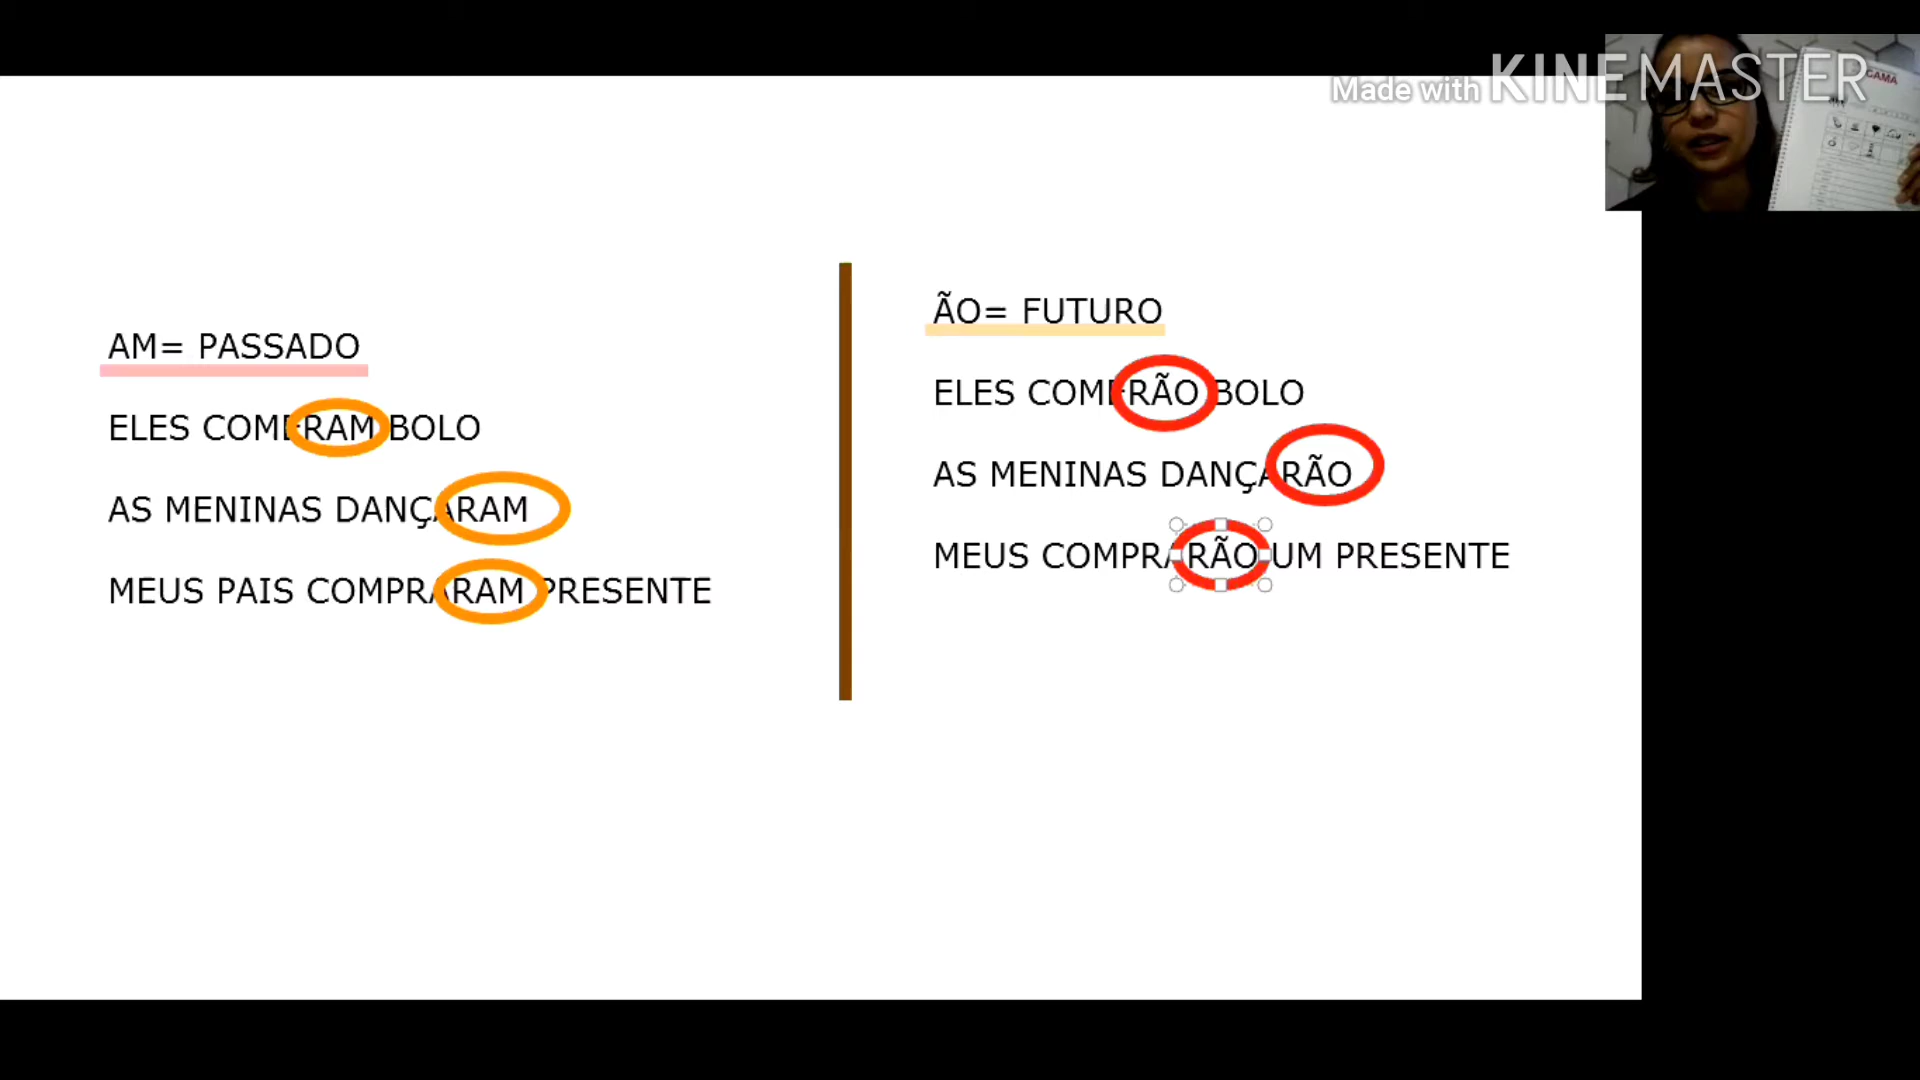 Made with KINEMASTER
AM= PASSADO
ELES COMERAM BOLO
AS MENINAS DANÇARAM
MEUS PAIS COMPRARAM PRESENTE
ÃO= FUTURO
ELES COMERÃO BOLO
AS MENINAS DANÇARÃO
MEUS COMPRARÃO UM PRESENTE